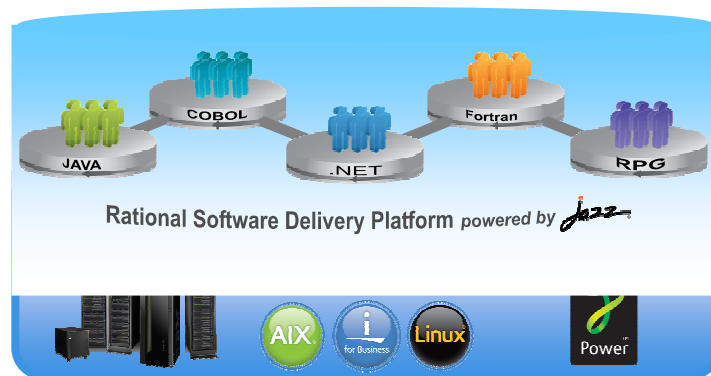 COBOL
Fortran
JAVA
.NET
RPG
Rational Software Delivery Platform powered by Jazz
AIX
i
for Business
Linux
Power